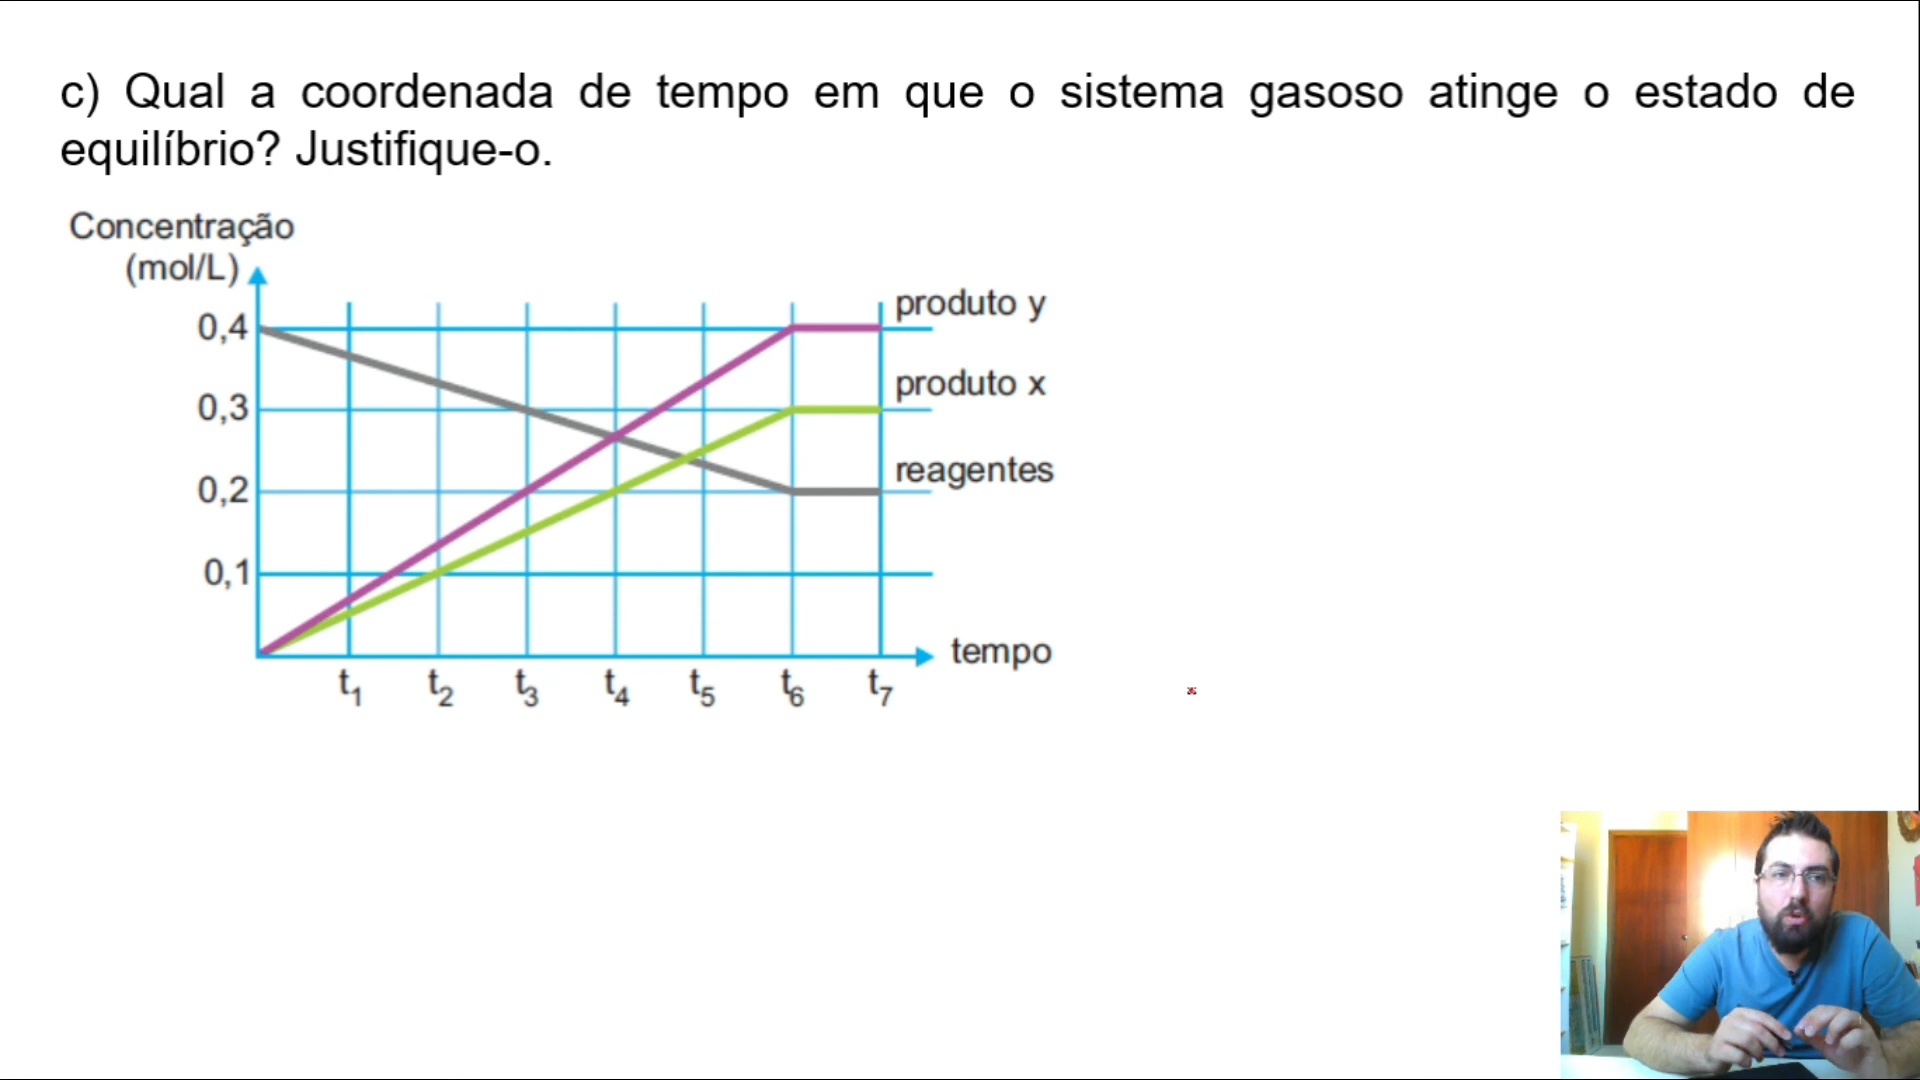 c) Qual a coordenada de tempo em que o sistema gasoso atinge o estado de
equilíbrio? Justifique-o.
Concentração
(mol/L)
0,4
0,3
0,2
0,1
produto y
produto x
reagentes
tempo
t₁ t₂ t₃ t₄ t₅ t₆ t₇